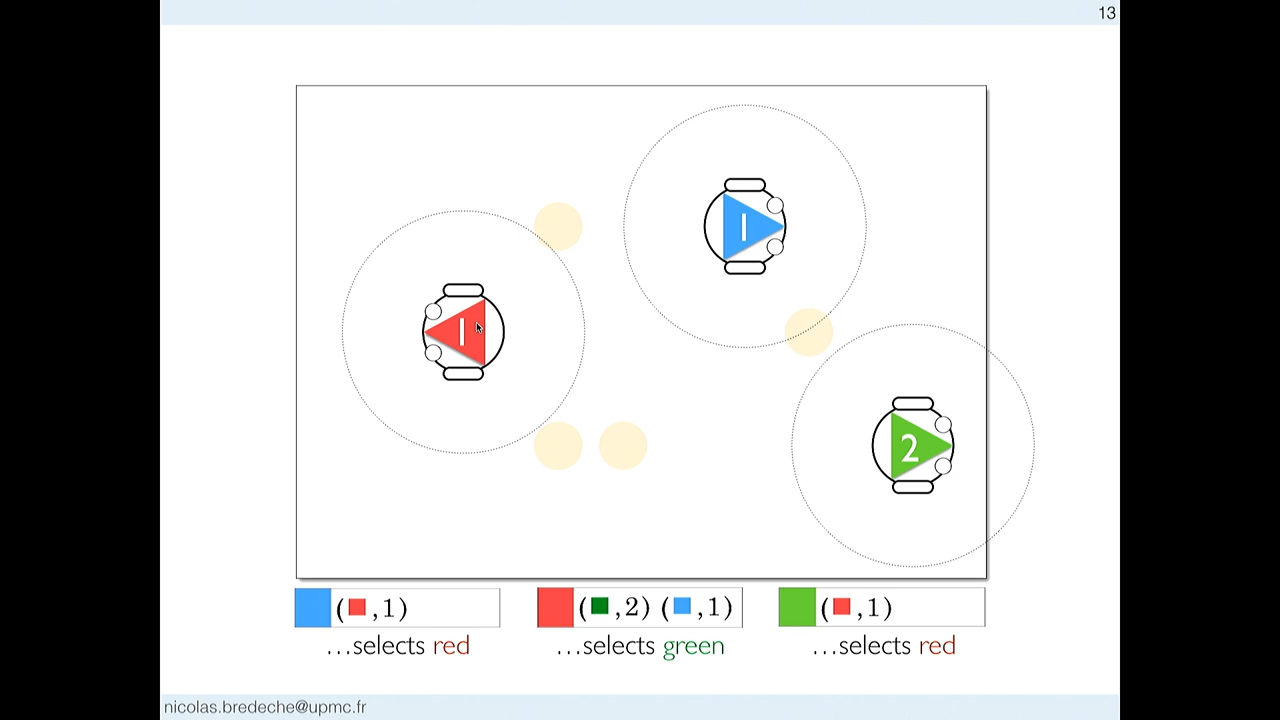 13
1
1
2
( , 1)
( , 2) ( , 1)
( , 1)
...selects red
...selects green
...selects red
nicolas.bredeche@upmc.fr